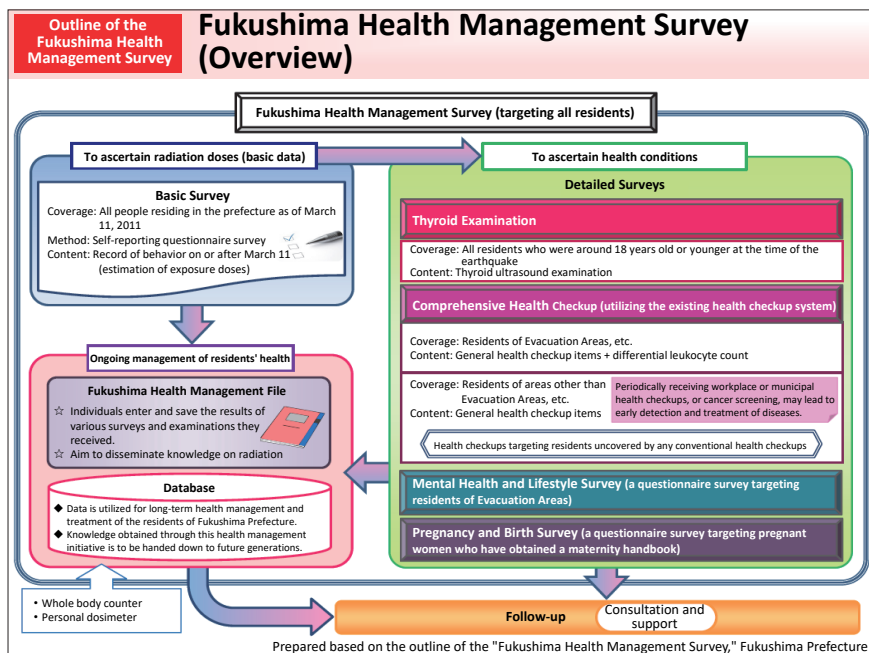 Outline of the
Fukushima Health
Management Survey
Fukushima Health Management Survey
(Overview)
Fukushima Health Management Survey (targeting all residents)
To ascertain radiation doses (basic data)
Basic Survey
Coverage: All people residing in the prefecture as of March
11, 2011
Method: Self-reporting questionnaire survey
Content: Record of behavior on or after March 11
(estimation of exposure doses)
To ascertain health conditions
Detailed Surveys
Thyroid Examination
Coverage: All residents who were around 18 years old or younger at the time of the
earthquake
Content: Thyroid ultrasound examination
Comprehensive Health Checkup (utilizing the existing health checkup system)
Coverage: Residents of Evacuation Areas, etc.
Content: General health checkup items + differential leukocyte count
Coverage: Residents of areas other than
Evacuation Areas, etc.
Content: General health checkup items
Periodically receiving workplace or municipal
health checkups, or cancer screening, may lead to
early detection and treatment of diseases.
Health checkups targeting residents uncovered by any conventional health checkups
Mental Health and Lifestyle Survey (a questionnaire survey targeting
residents of Evacuation Areas)
Pregnancy and Birth Survey (a questionnaire survey targeting pregnant
women who have obtained a maternity handbook)
Ongoing management of residents' health
Fukushima Health Management File
☆ Individuals enter and save the results of
various surveys and examinations they
received.
☆ Aim to disseminate knowledge on radiation
Database
◆ Data is utilized for long-term health management and
treatment of the residents of Fukushima Prefecture.
◆ Knowledge obtained through this health management
initiative is to be handed down to future generations.
• Whole body counter
• Personal dosimeter
Follow-up
Consultation and
support
Prepared based on the outline of the "Fukushima Health Management Survey," Fukushima Prefecture